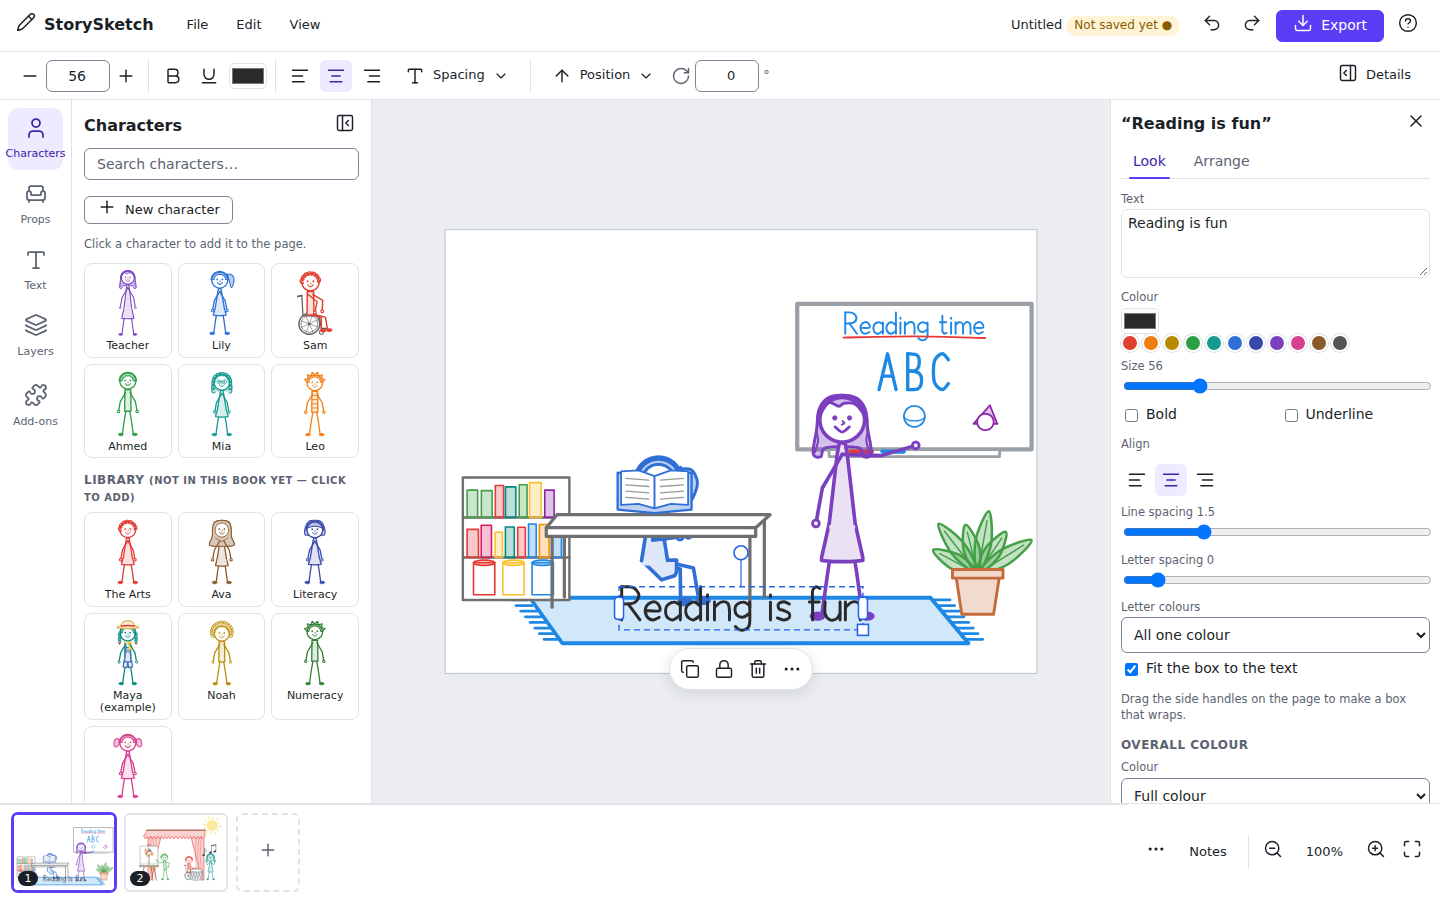 StorySketch
File Edit View
Untitled Not saved yet
Export
56
B U
Spacing
Position
0 °
Details
Characters
Props
Text
Layers
Add-ons
Characters
Search characters...
New character
Click a character to add it to the page.
Teacher
Lily
Sam
Ahmed
Mia
Leo
LIBRARY (NOT IN THIS BOOK YET — CLICK
TO ADD)
The Arts
Ava
Literacy
Maya
(example)
Noah
Numeracy
Reading time
ABC
Reading is fun
“Reading is fun”
Look Arrange
Text
Reading is fun
Colour
Size 56
Bold Underline
Align
Line spacing 1.5
Letter spacing 0
Letter colours
All one colour
Fit the box to the text
Drag the side handles on the page to make a box
that wraps.
OVERALL COLOUR
Colour
Full colour
Reading time
ABC
Reading is fun
1
2
Notes
100%